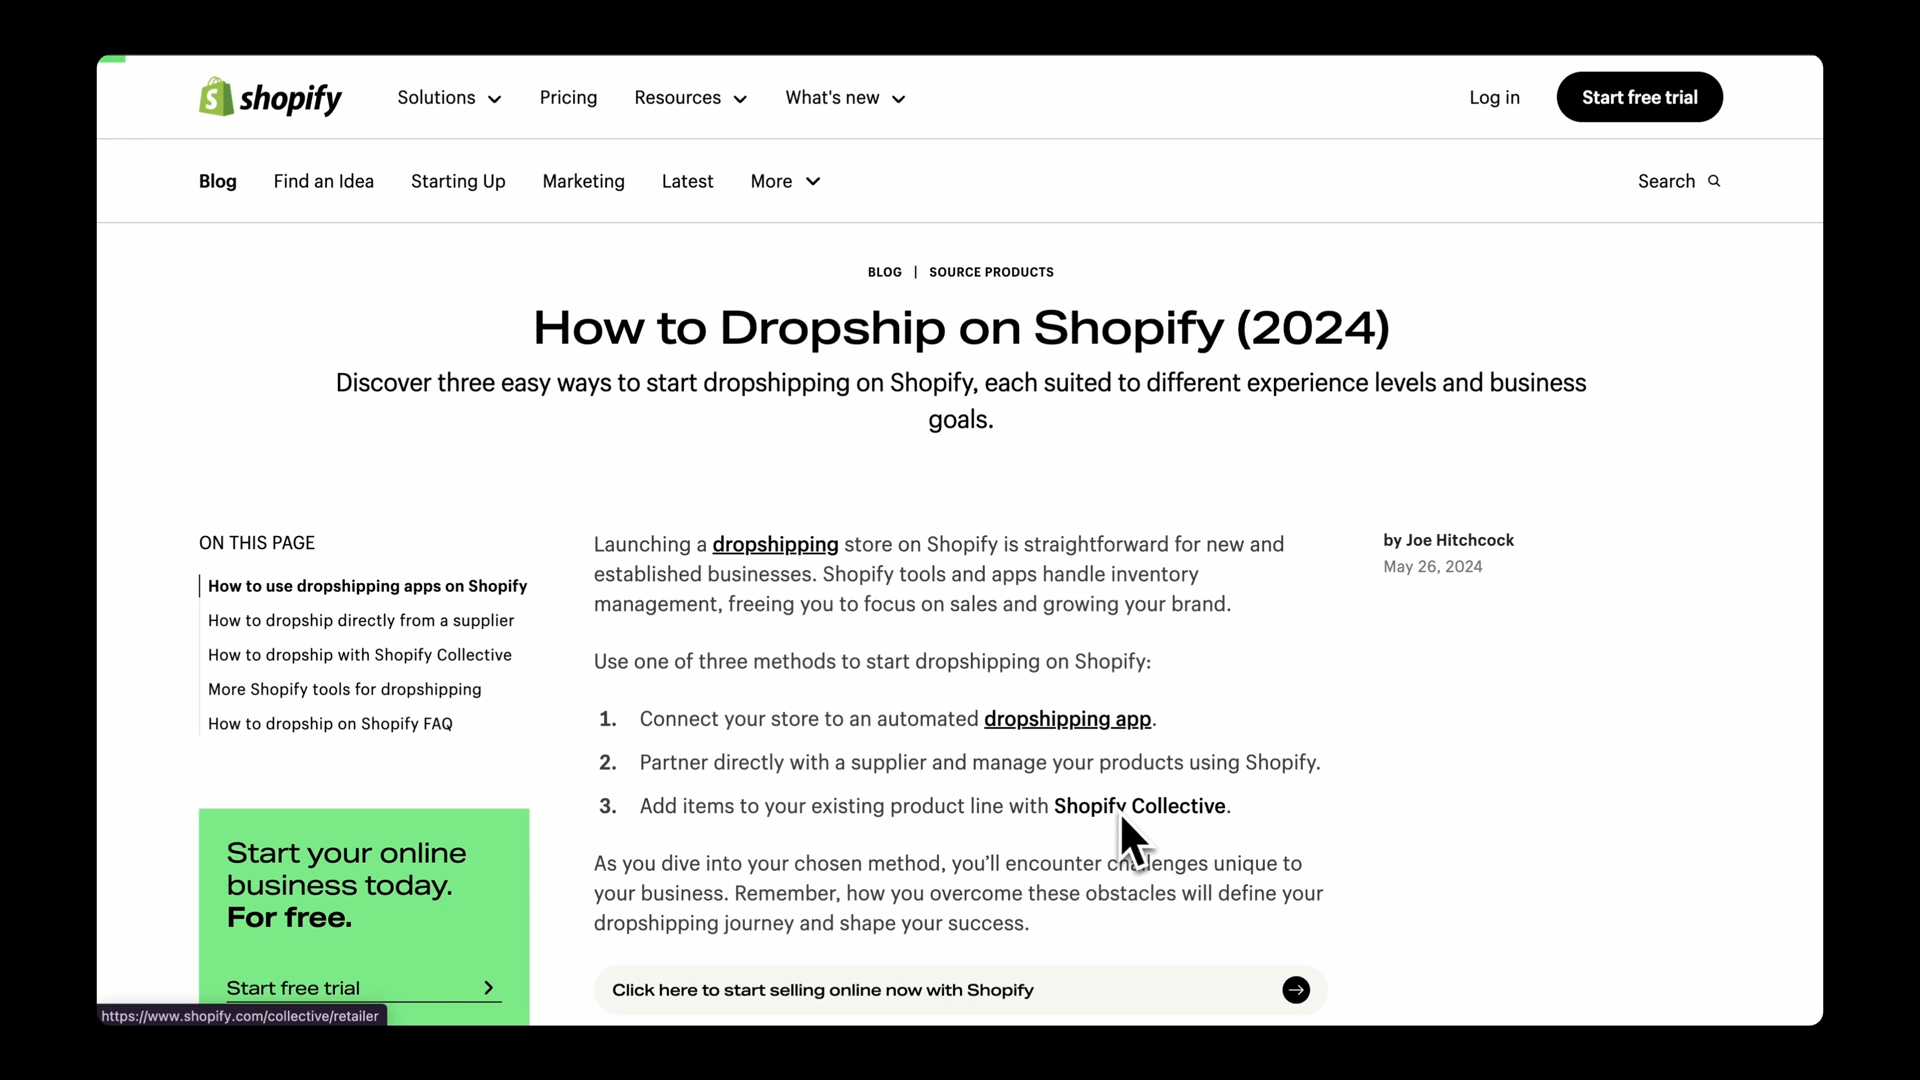 shopify
Solutions
Pricing
Resources
What's new
Log in
Start free trial
Blog
Find an Idea
Starting Up
Marketing
Latest
More
Search
BLOG | SOURCE PRODUCTS
How to Dropship on Shopify (2024)
Discover three easy ways to start dropshipping on Shopify, each suited to different experience levels and business
goals.
ON THIS PAGE
How to use dropshipping apps on Shopify
How to dropship directly from a supplier
How to dropship with Shopify Collective
More Shopify tools for dropshipping
How to dropship on Shopify FAQ
Start your online
business today.
For free.
Start free trial
Launching a dropshipping store on Shopify is straightforward for new and
established businesses. Shopify tools and apps handle inventory
management, freeing you to focus on sales and growing your brand.
Use one of three methods to start dropshipping on Shopify:
1. Connect your store to an automated dropshipping app.
2. Partner directly with a supplier and manage your products using Shopify.
3. Add items to your existing product line with Shopify Collective.
As you dive into your chosen method, you'll encounter challenges unique to
your business. Remember, how you overcome these obstacles will define your
dropshipping journey and shape your success.
Click here to start selling online now with Shopify
by Joe Hitchcock
May 26, 2024
https://www.shopify.com/collective/retailer